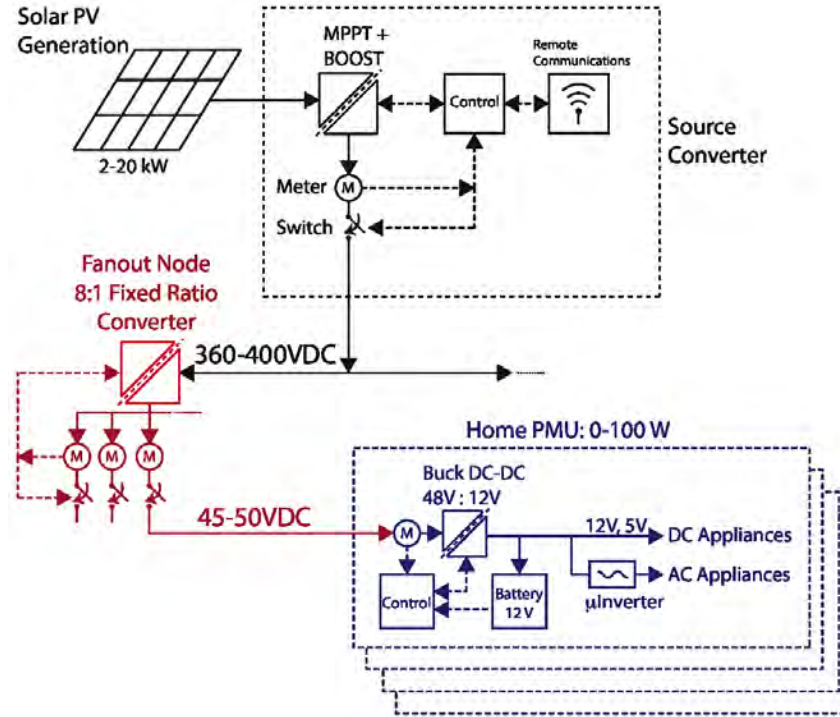 Solar PV
Generation
2-20 kW
MPPT +
BOOST
Control
Remote
Communications
Source
Converter
Meter
M
Switch
Fanout Node
8:1 Fixed Ratio
Converter
360-400VDC
M
M
M
45-50VDC
Home PMU: 0-100 W
Buck DC-DC
48V : 12V
M
Control
Battery
12 V
12V, 5V
DC Appliances
AC Appliances
µInverter